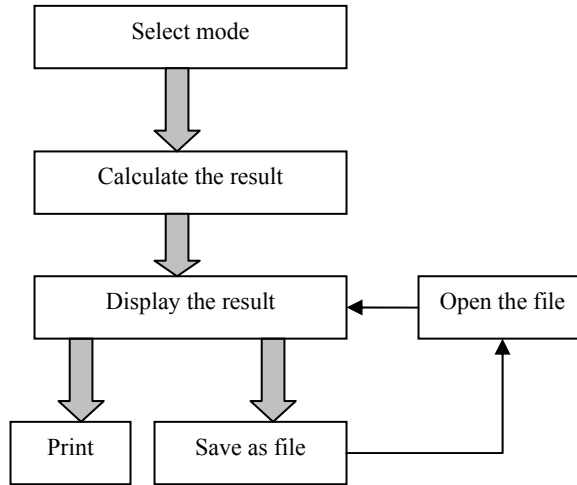 Select mode
Calculate the result
Display the result
Open the file
Print
Save as file